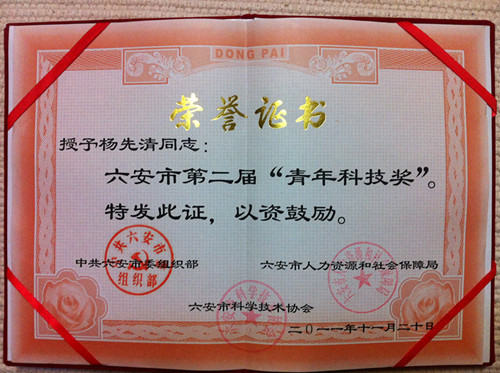 DONG PAI
荣誉证书
授予杨先清同志：
六安市第二届“青年科技奖”。
特发此证，以资鼓励。
中共六安市委组织部
六安市人力资源和社会保障局
六安市科学技术协会
二○一一年十一月二十日